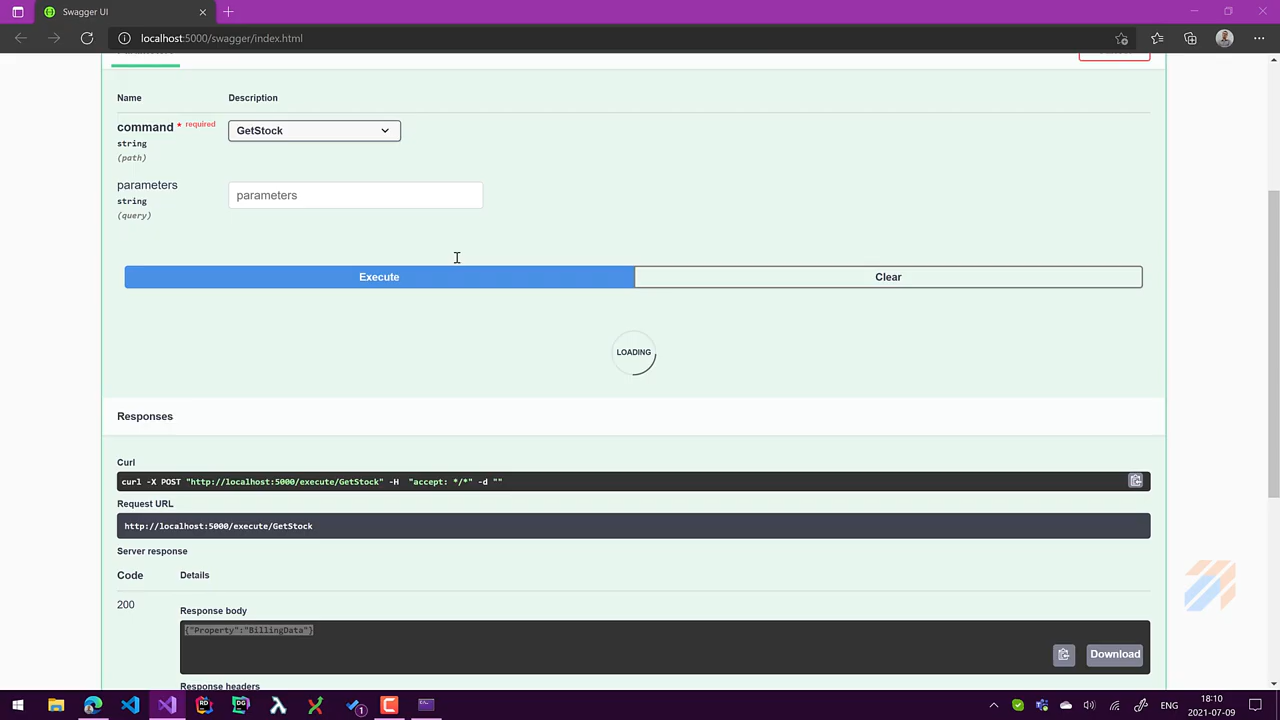 Swagger UI
localhost:5000/swagger/index.html
Name Description
command * required
string
(path)
GetStock
parameters
string
(query)
parameters
Execute Clear
LOADING
Responses
Curl
curl -X POST "http://localhost:5000/execute/GetStock" -H "accept: */*" -d ""
Request URL
http://localhost:5000/execute/GetStock
Server response
Code Details
200
Response body
{"Property":"BillingData"}
Download
Response headers
ENG
18:10
2021-07-09